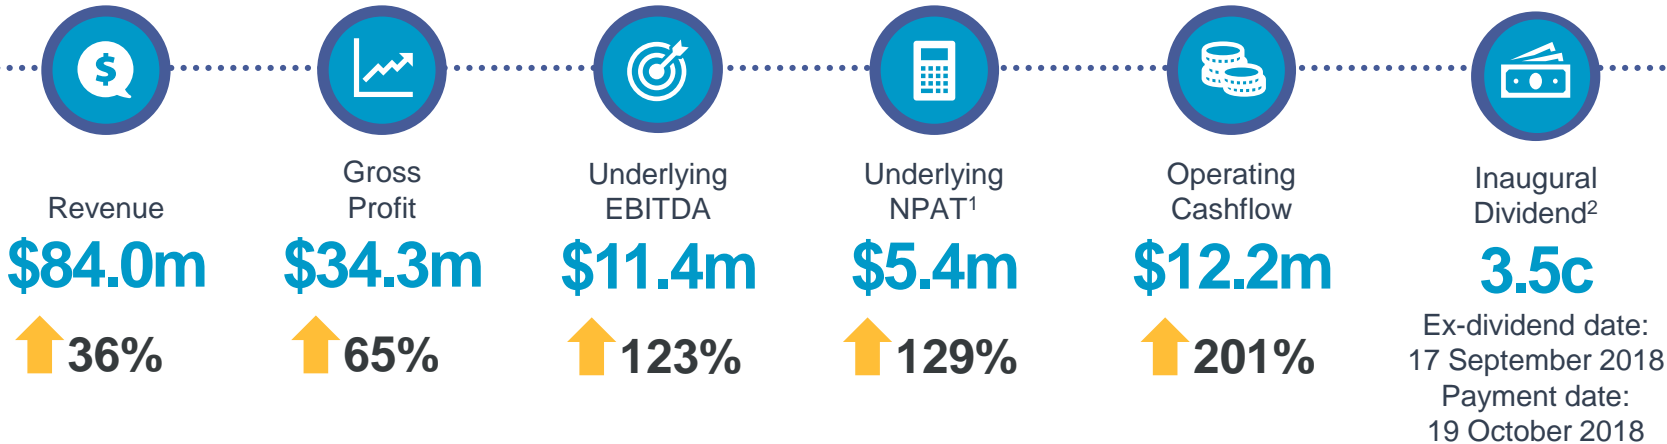 Revenue
$84.0m
36%
Gross
Profit
$34.3m
65%
Underlying
EBITDA
$11.4m
123%
Underlying
NPAT1
$5.4m
129%
Operating
Cashflow
$12.2m
201%
Inaugural
Dividend2
3.5c
Ex-dividend date:
17 September 2018
Payment date:
19 October 2018